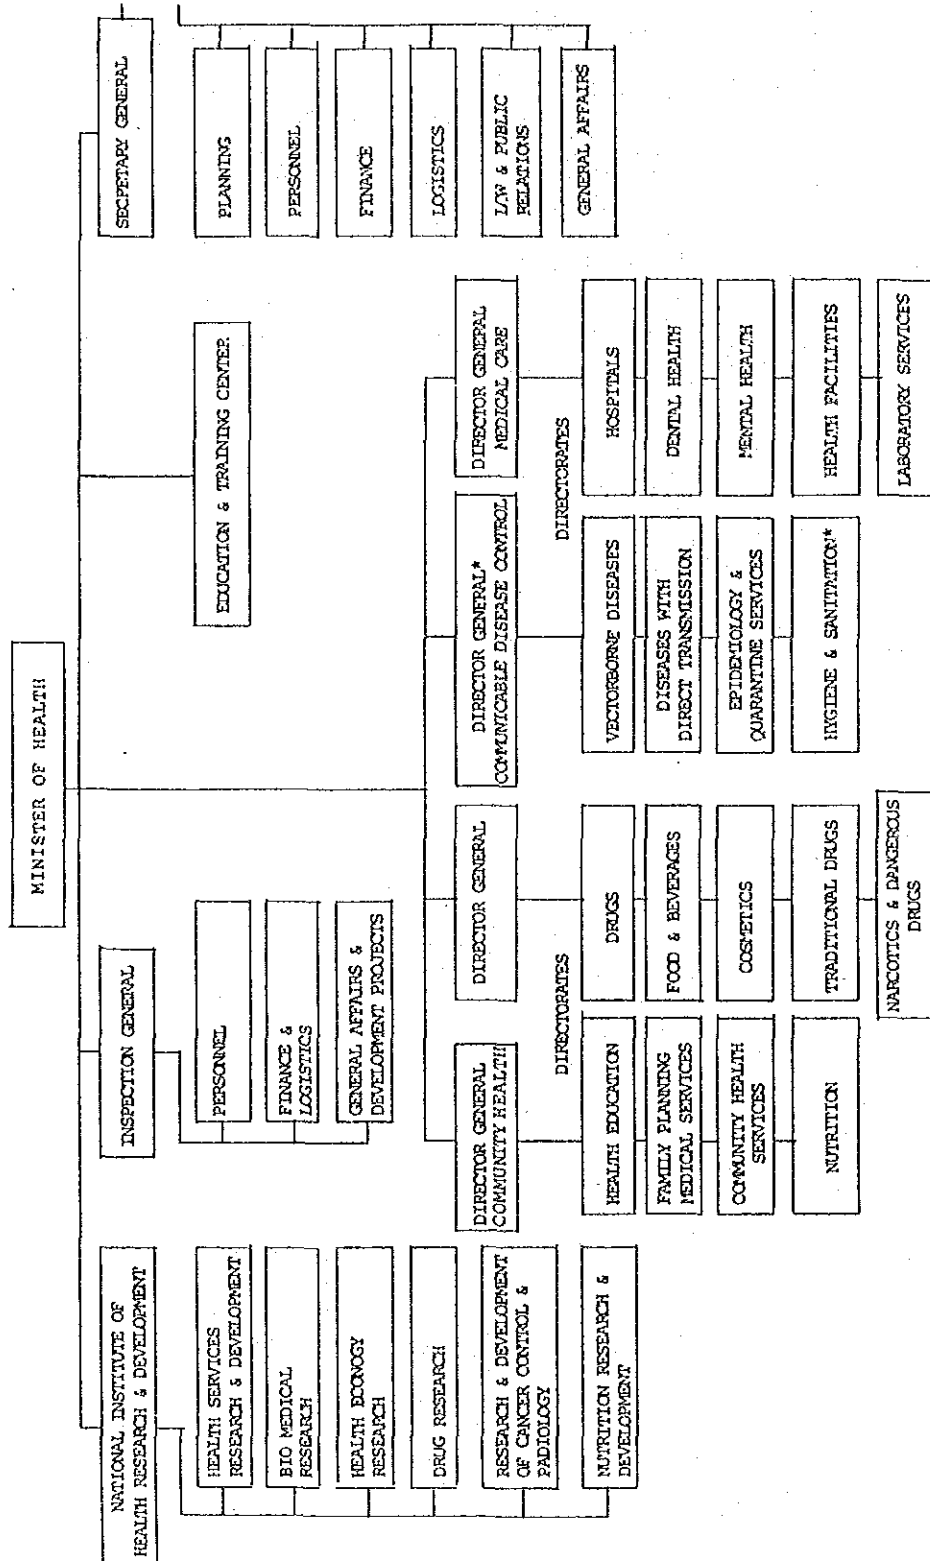 MINISTER OF HEALTH
NATIONAL INSTITUTE OF
HEALTH RESEARCH & DEVELOPMENT
INSPECTION GENERAL
EDUCATION & TRAINING CENTER
SECPETARY GENERAL
HEALTH SERVICES
RESEARCH & DEVELOPMENT
BIO MEDICAL
RESEARCH
HEALTH ECONOGY
RESEARCH
DRUG RESEARCH
RESEARCH & DEVELOPMENT
OF CANCER CONTROL &
PADIOLOGY
NUTRITION RESEARCH &
DEVELOPMENT
PERSONNEL
FINANCE &
LOGISTICS
GENERAL AFFAIRS &
DEVELOPMENT PROJECTS
PLANNING
PERSONNEL
FINANCE
LOGISTICS
L/W & PUBLIC
RELATIONS
GENERAL AFFAIRS
DIRECTOR GENERAL
COMMUNITY HEALTH
DIRECTOR GENERAL
DIRECTOR GENERAL*
COMMUNICABLE DISEASE CONTROL
DIRECTOR GENERAL
MEDICAL CARE
DIRECTORATES
DIRECTORATES
HEALTH EDUCATION
FAMILY PLANNING
MEDICAL SERVICES
COMMUNITY HEALTH
SERVICES
NUTRITION
DRUGS
FOOD & BEVERAGES
COSMETICS
TRADITIONAL DRUGS
NARCOTICS & DANGEROUS
DRUGS
VECTORBORNE DISEASES
DISEASES WITH
DIRECT TRANSMISSION
EPIDEMIOLOGY &
QUARANTINE SERVICES
HYGIENE & SANITATION*
HOSPITALS
DENTAL HEALTH
MENTAL HEALTH
HEALTH FACILITIES
LABORATORY SERVICES